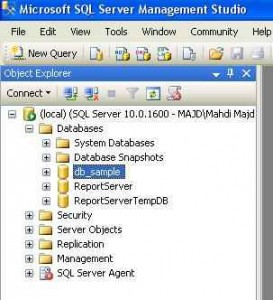 Microsoft SQL Server Management Studio
File Edit View Tools Window Community
New Query
Object Explorer
Connect
(local) (SQL Server 10.0.1600 - MAJD\Mahdi Majd
Databases
System Databases
Database Snapshots
db_sample
ReportServer
ReportServerTempDB
Security
Server Objects
Replication
Management
SQL Server Agent